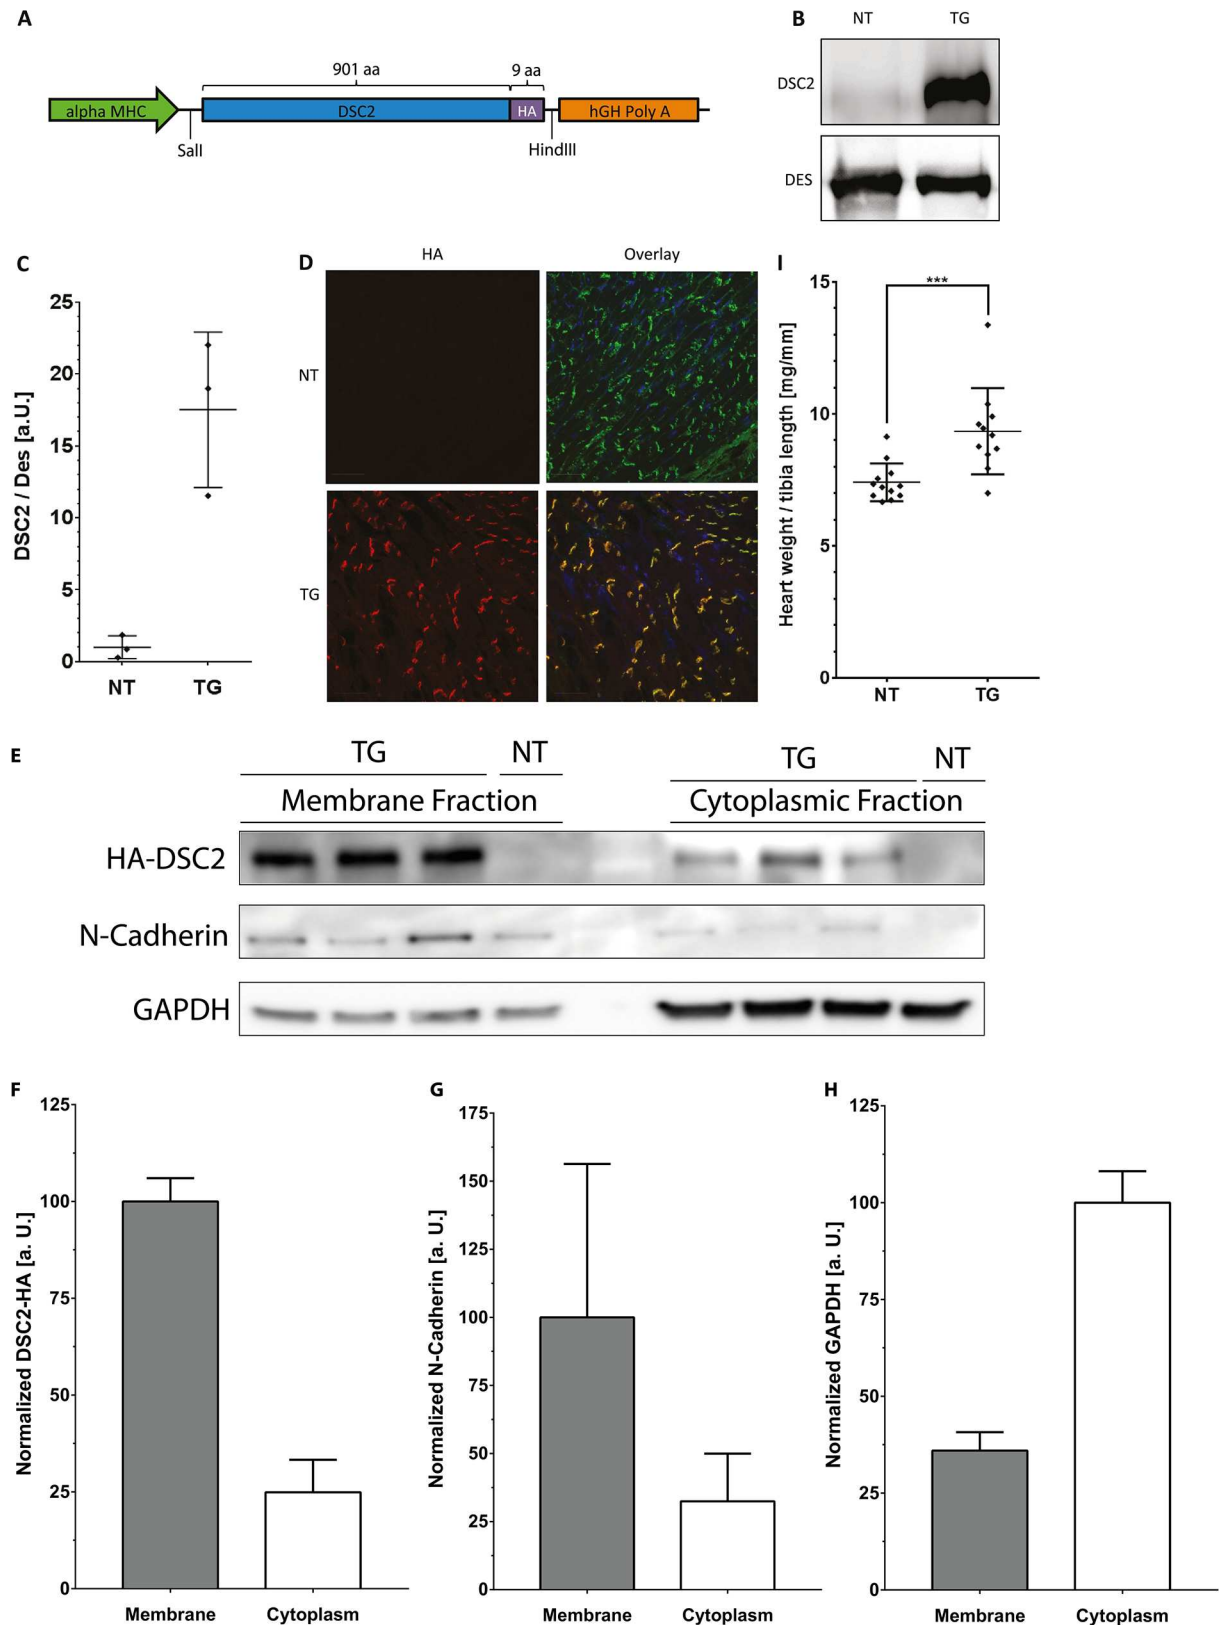 A
901 aa
9 aa
alpha MHC
DSC2
HA
hGH Poly A
SalI
HindIII
B
NT
TG
DSC2
DES
C
25
20
15
10
5
0
DSC2 / Des [a.U.]
NT
TG
D
HA
Overlay
NT
TG
I
***
15
10
5
0
Heart weight / tibia length [mg/mm]
NT
TG
E
TG
NT
TG
NT
Membrane Fraction
Cytoplasmic Fraction
HA-DSC2
N-Cadherin
GAPDH
F
125
100
75
50
25
0
Normalized DSC2-HA [a. U.]
Membrane
Cytoplasm
G
175
150
125
100
75
50
25
0
Normalized N-Cadherin [a. U.]
Membrane
Cytoplasm
H
125
100
75
50
25
0
Normalized GAPDH [a. U.]
Membrane
Cytoplasm